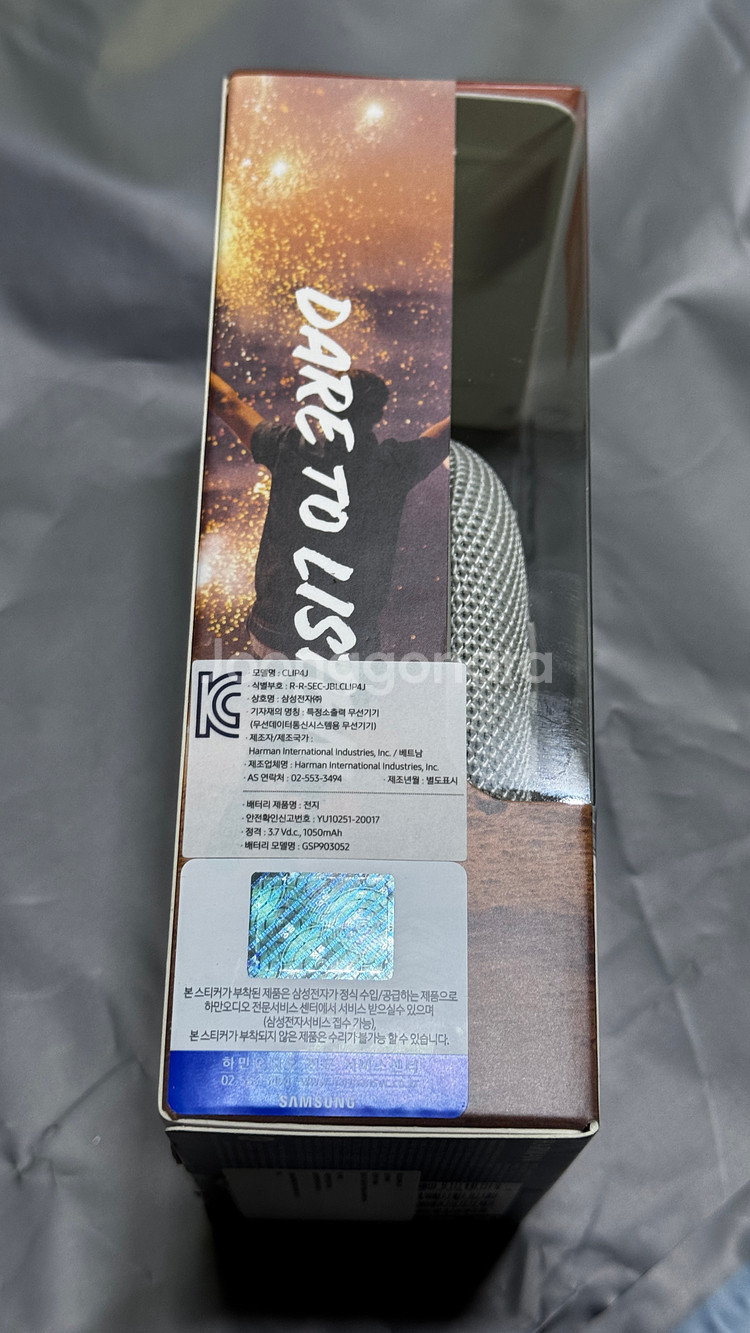 DARE TO LIS
joonggonara
KC
· 모델명 : CLIP4J
· 식별부호 : R-R-SEC-JBLCLIP4J
· 상호명 : 삼성전자㈜
· 기자재의 명칭 : 특정소출력 무선기기
(무선데이터통신시스템용 무선기기)
· 제조자/제조국가 :
Harman International Industries, Inc. / 베트남
· 제조업체명 : Harman International Industries, Inc.
· AS 연락처 : 02-553-3494 · 제조년월 : 별도표시
· 배터리 제품명 : 전지
· 안전확인신고번호 : YU10251-20017
· 정격 : 3.7 Vd.c., 1050mAh
· 배터리 모델명 : GSP903052
본 스티커가 부착된 제품은 삼성전자가 정식 수입/공급하는 제품으로
하만오디오 전문서비스 센터에서 서비스 받으실수 있으며
(삼성전자서비스 접수 가능),
본 스티커가 부착되지 않은 제품은 수리가 불가능 할 수 있습니다.
SAMSUNG